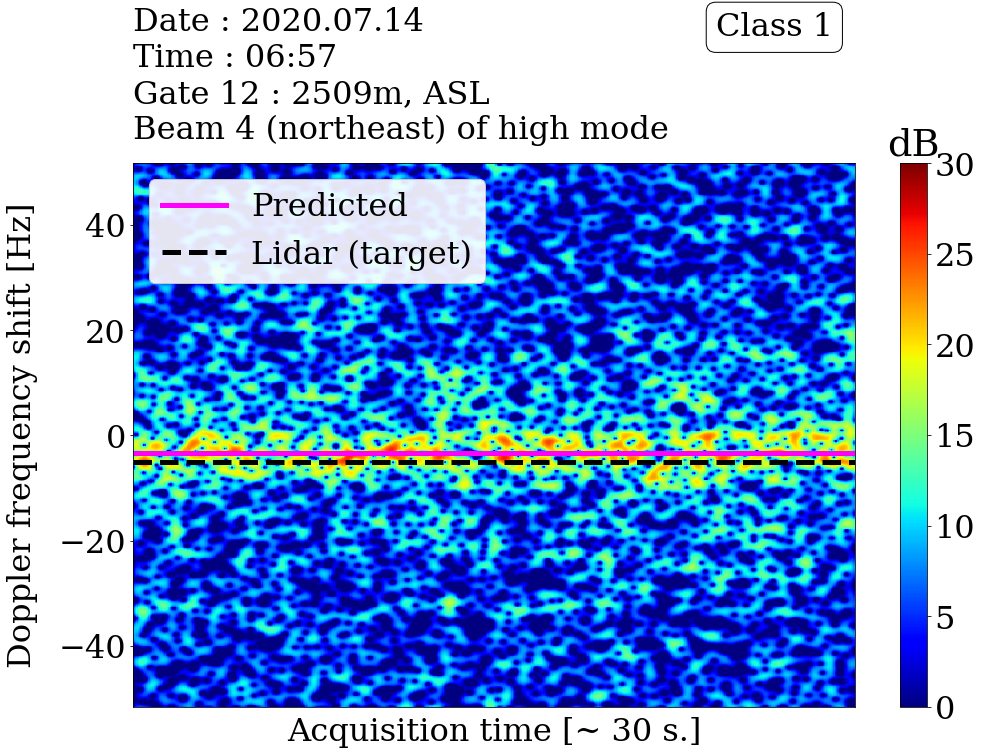 Date : 2020.07.14
Time : 06:57
Gate 12 : 2509m, ASL
Beam 4 (northeast) of high mode
Class 1
dB
Predicted
Lidar (target)
Doppler frequency shift [Hz]
40
20
0
−20
−40
30
25
20
15
10
5
0
Acquisition time [~ 30 s.]